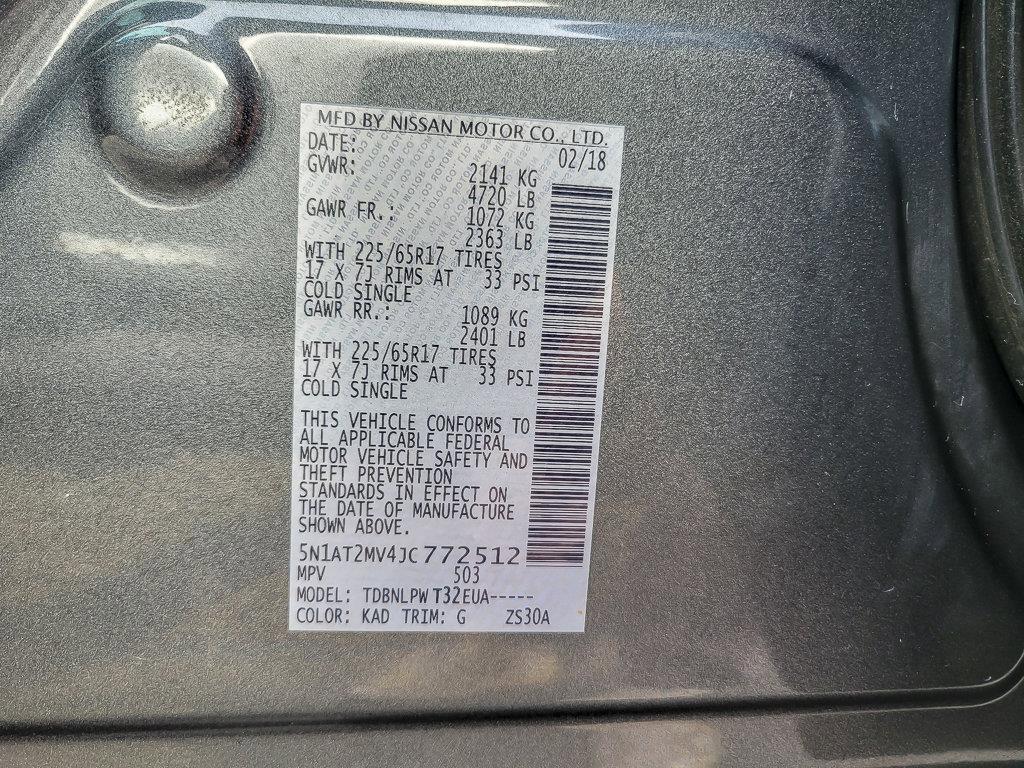 MFD BY NISSAN MOTOR CO., LTD.
DATE: 02/18
GVWR: 2141 KG
4720 LB
GAWR FR.: 1072 KG
2363 LB
WITH 225/65R17 TIRES
17 X 7J RIMS AT 33 PSI
COLD SINGLE
GAWR RR.: 1089 KG
2401 LB
WITH 225/65R17 TIRES
17 X 7J RIMS AT 33 PSI
COLD SINGLE
THIS VEHICLE CONFORMS TO
ALL APPLICABLE FEDERAL
MOTOR VEHICLE SAFETY AND
THEFT PREVENTION
STANDARDS IN EFFECT ON
THE DATE OF MANUFACTURE
SHOWN ABOVE.
5N1AT2MV4JC772512
MPV 503
MODEL: TDBNLPW T32EUA-----
COLOR: KAD TRIM: G ZS30A